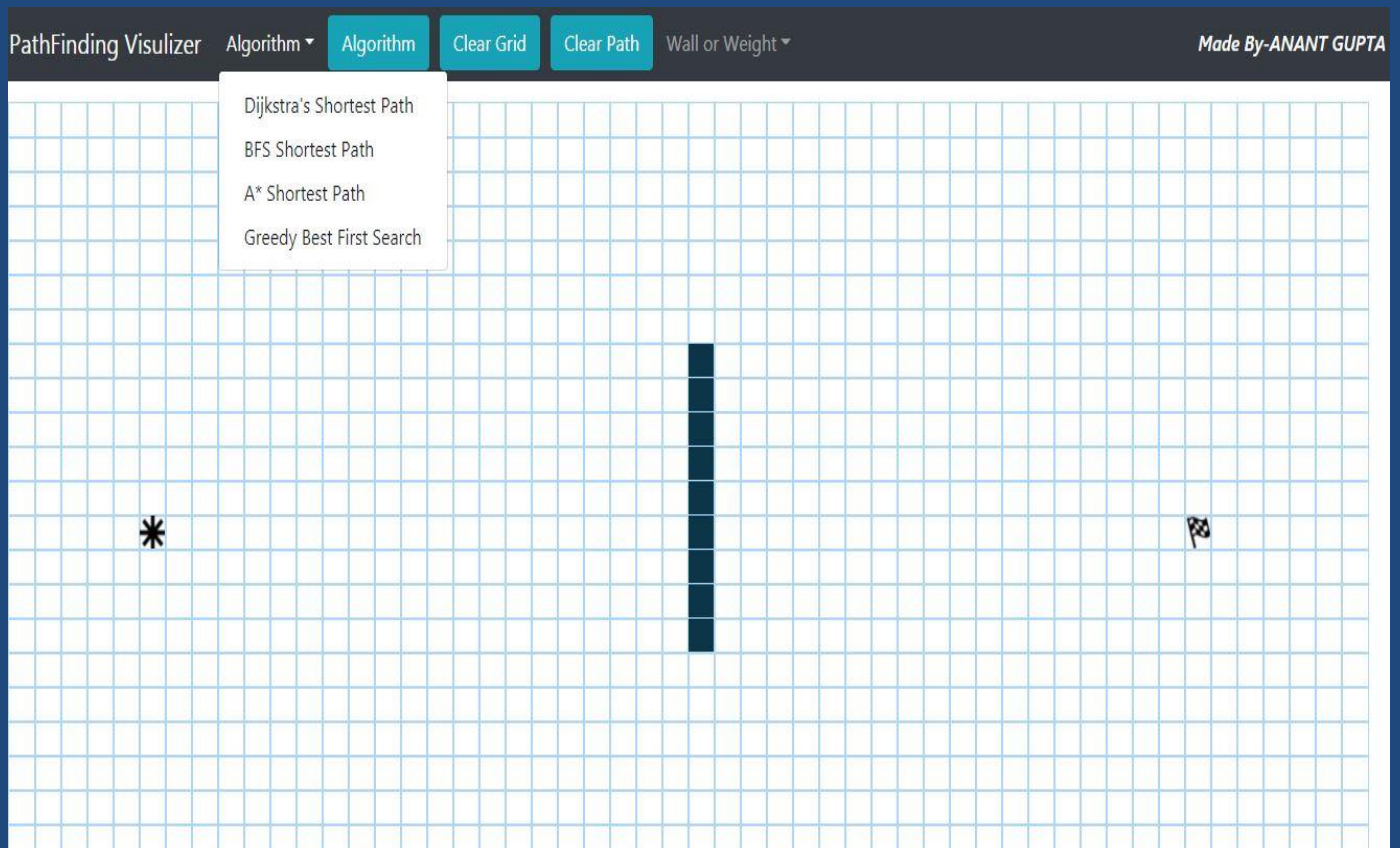 PathFinding Visulizer Algorithm Algorithm Clear Grid Clear Path Wall or Weight Made By-ANANT GUPTA
Dijkstra's Shortest Path
BFS Shortest Path
A* Shortest Path
Greedy Best First Search